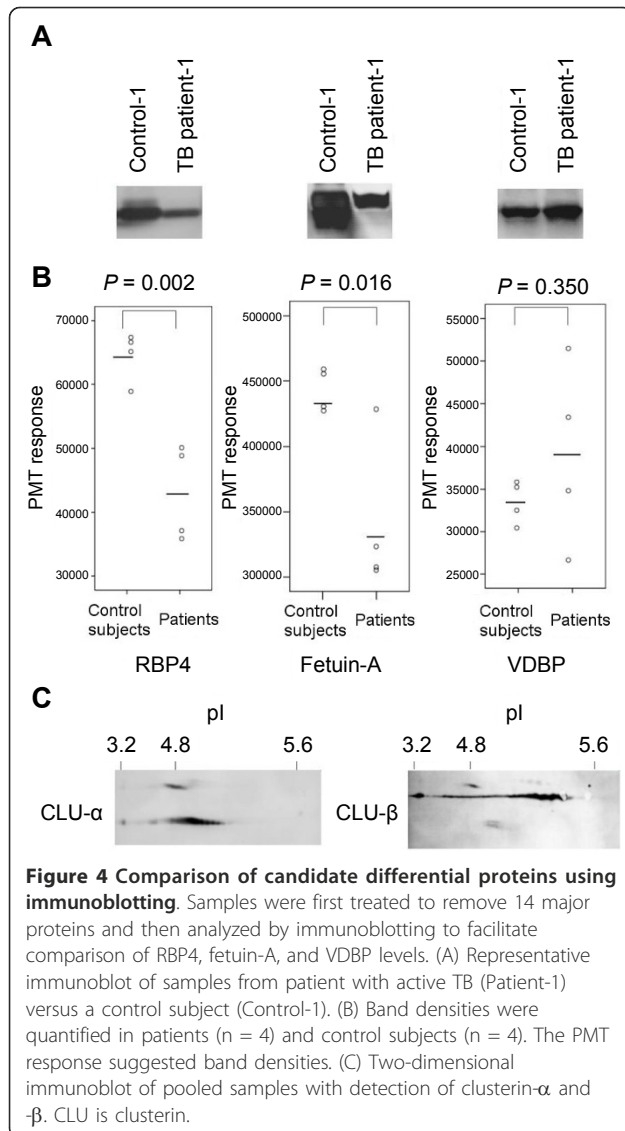 A
Control-1
TB patient-1
Control-1
TB patient-1
Control-1
TB patient-1
B
P = 0.002
P = 0.016
P = 0.350
PMT response
70000
60000
50000
40000
30000
Control subjects
Patients
RBP4
PMT response
500000
450000
400000
350000
300000
Control subjects
Patients
Fetuin-A
PMT response
55000
50000
45000
40000
35000
30000
25000
Control subjects
Patients
VDBP
C
pI
3.2 4.8 5.6
CLU-α
pI
3.2 4.8 5.6
CLU-β
Figure 4 Comparison of candidate differential proteins using
immunoblotting. Samples were first treated to remove 14 major
proteins and then analyzed by immunoblotting to facilitate
comparison of RBP4, fetuin-A, and VDBP levels. (A) Representative
immunoblot of samples from patient with active TB (Patient-1)
versus a control subject (Control-1). (B) Band densities were
quantified in patients (n = 4) and control subjects (n = 4). The PMT
response suggested band densities. (C) Two-dimensional
immunoblot of pooled samples with detection of clusterin-α and
-β. CLU is clusterin.